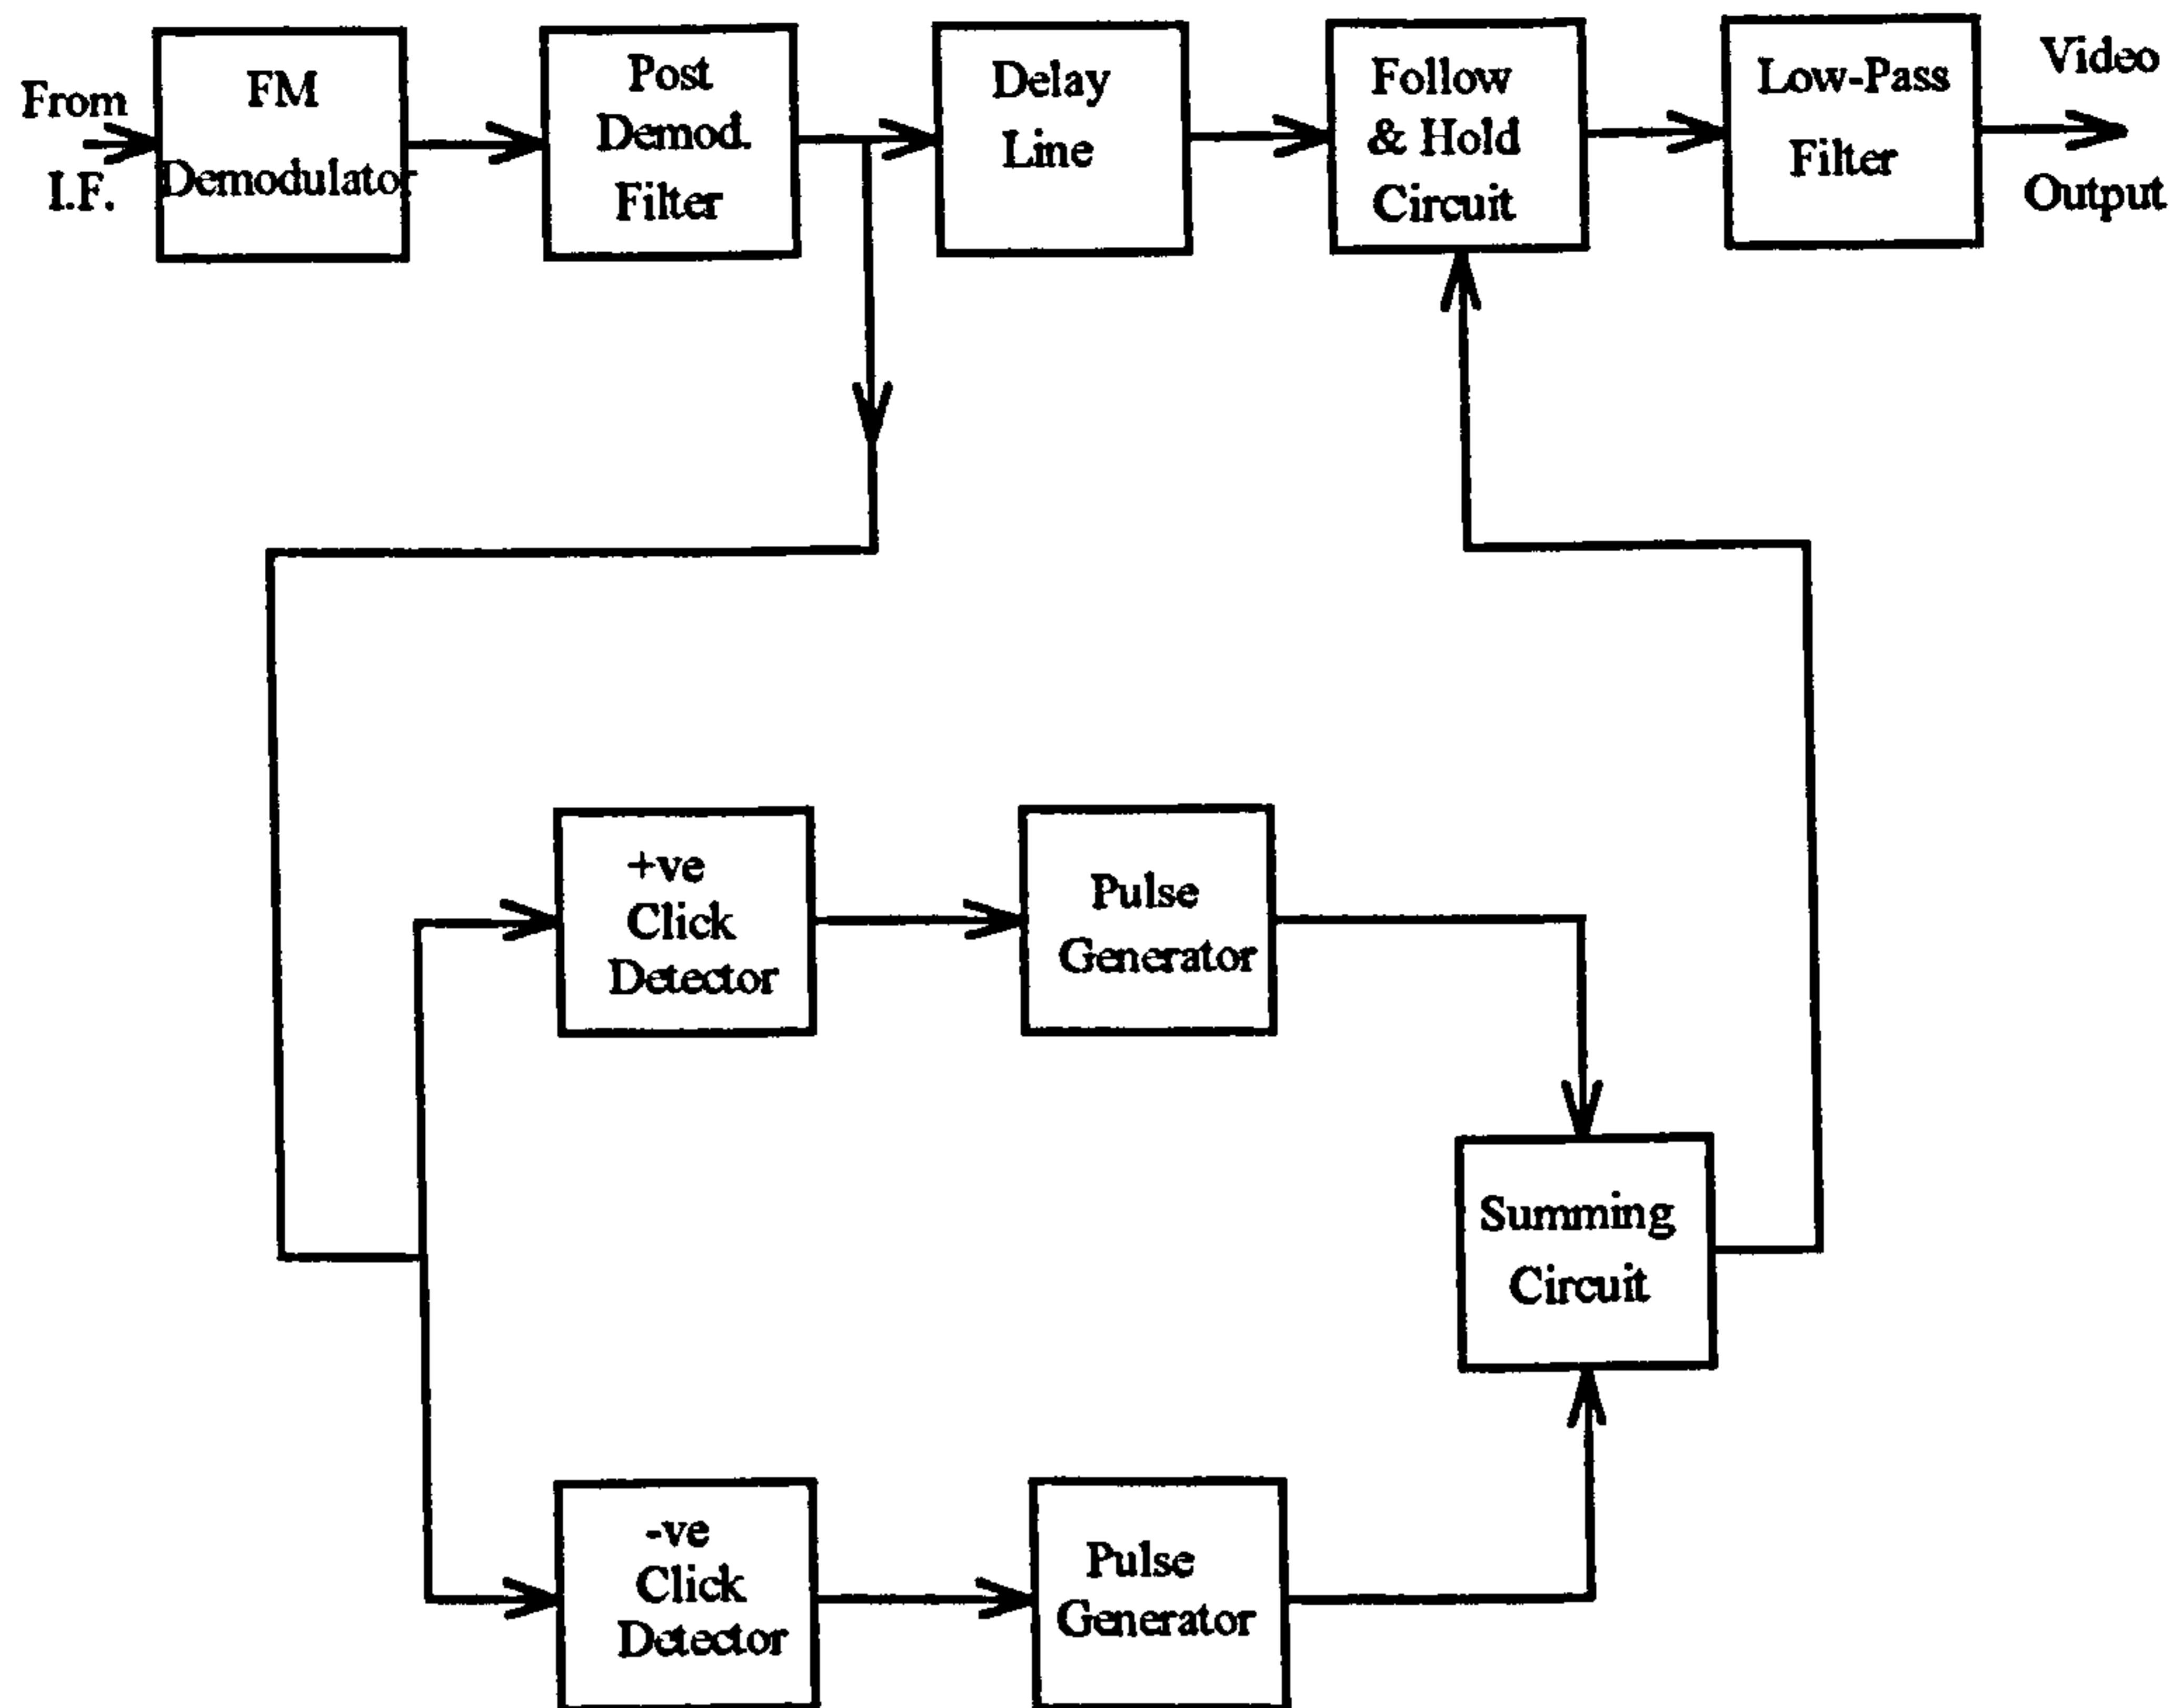 From
I.F.
FM
Demodulator
Post
Demod.
Filter
Delay
Line
Follow
& Hold
Circuit
Low-Pass
Filter
Video
Output
+ve
Click
Detector
Pulse
Generator
Summing
Circuit
-ve
Click
Detector
Pulse
Generator